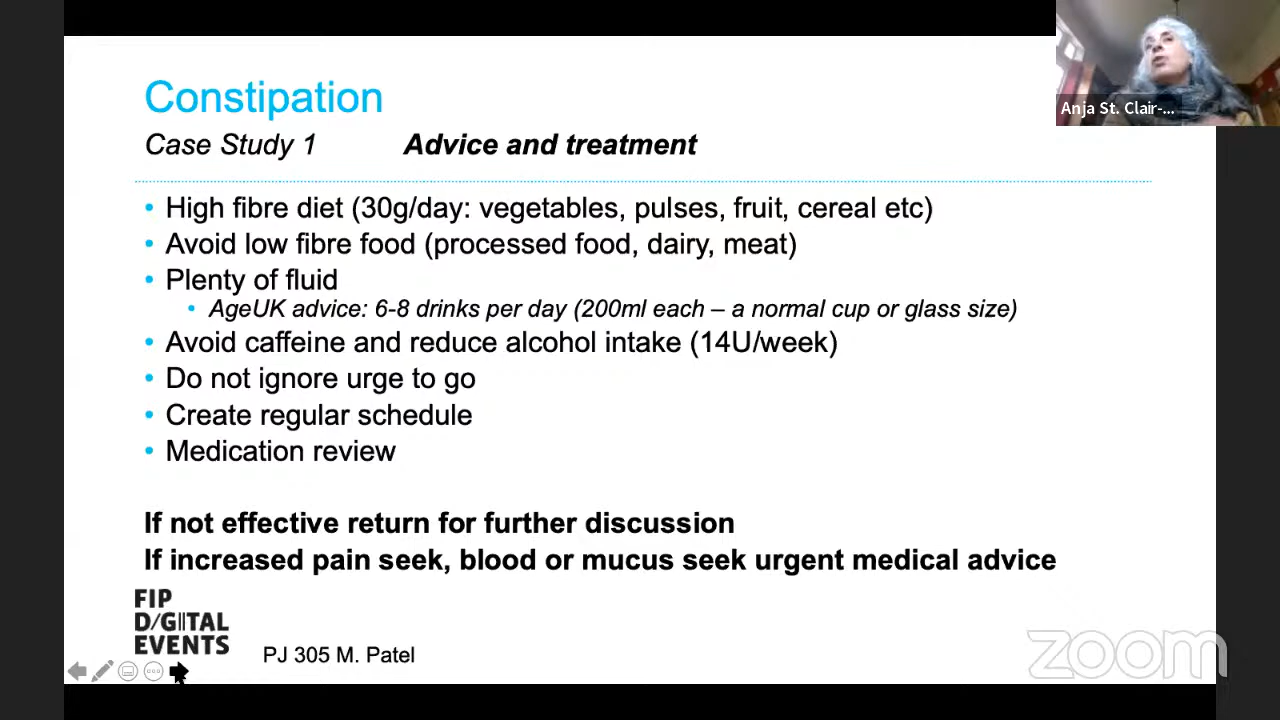 Constipation
Case Study 1 Advice and treatment
• High fibre diet (30g/day: vegetables, pulses, fruit, cereal etc)
• Avoid low fibre food (processed food, dairy, meat)
• Plenty of fluid
• AgeUK advice: 6-8 drinks per day (200ml each – a normal cup or glass size)
• Avoid caffeine and reduce alcohol intake (14U/week)
• Do not ignore urge to go
• Create regular schedule
• Medication review
If not effective return for further discussion
If increased pain seek, blood or mucus seek urgent medical advice
FIP
D/GITAL
EVENTS
PJ 305 M. Patel
Anja St. Clair-...
zoom